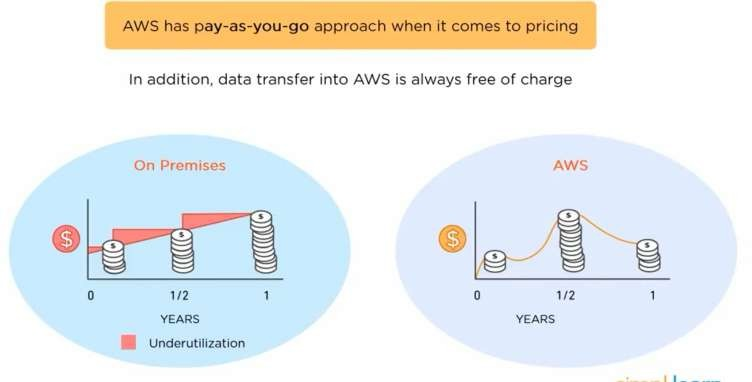 AWS has pay-as-you-go approach when it comes to pricing
In addition, data transfer into AWS is always free of charge
On Premises
$
$
$
$
0
1/2
1
YEARS
Underutilization
AWS
$
$
$
$
0
1/2
1
YEARS